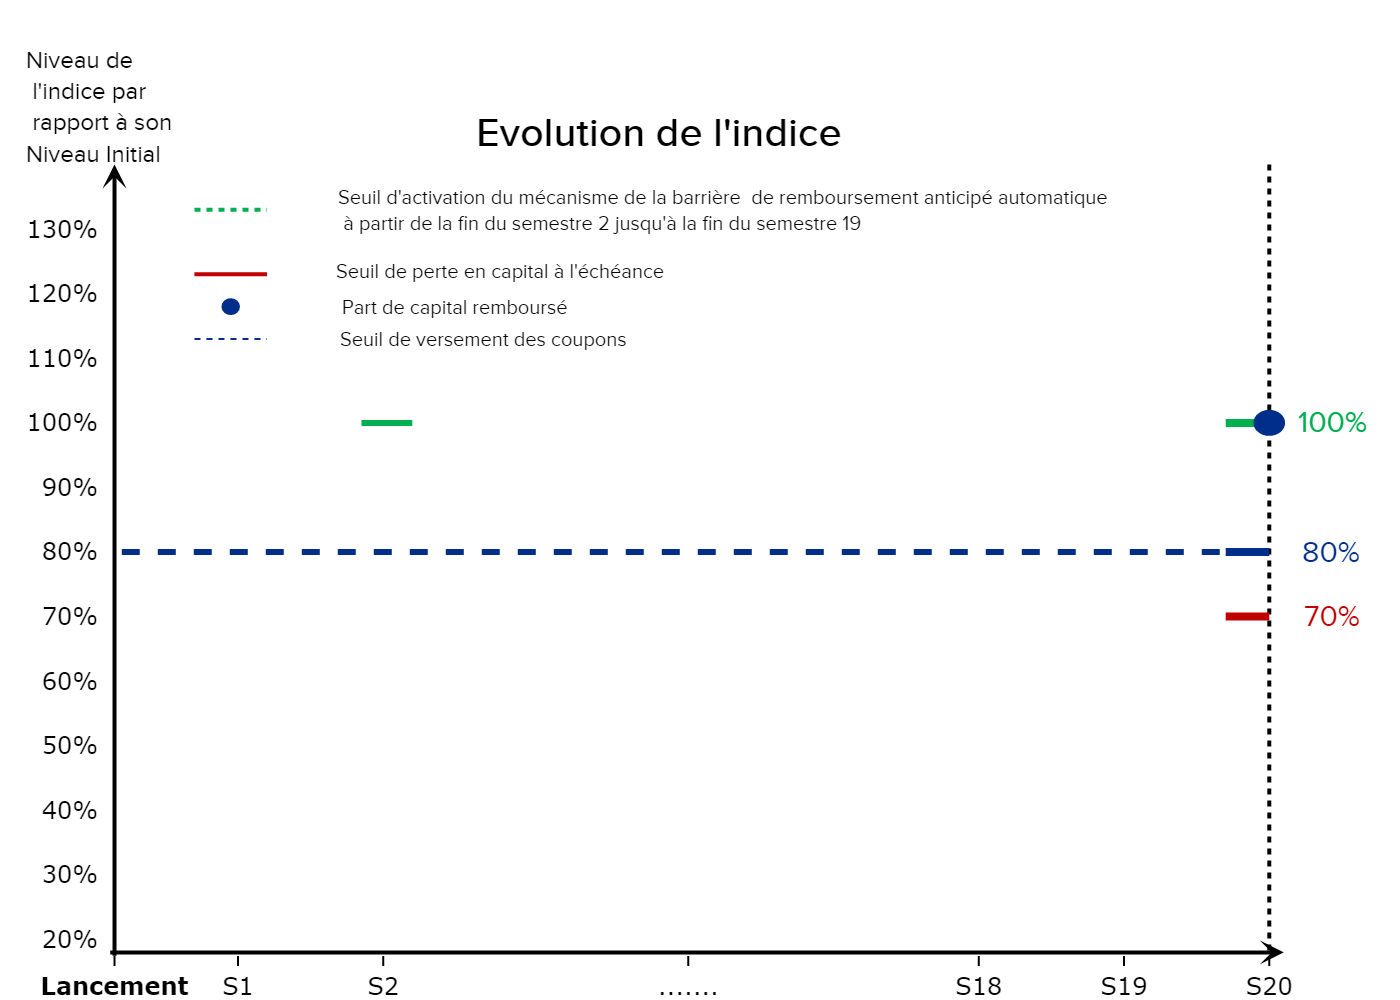 Niveau de
l'indice par
rapport à son
Niveau Initial
Evolution de l'indice
Seuil d'activation du mécanisme de la barrière de remboursement anticipé automatique
à partir de la fin du semestre 2 jusqu'à la fin du semestre 19
130%
Seuil de perte en capital à l'échéance
120%
Part de capital remboursé
Seuil de versement des coupons
110%
100%
100%
90%
80%
80%
70%
70%
60%
50%
40%
30%
20%
Lancement S1 S2 ....... S18 S19 S20